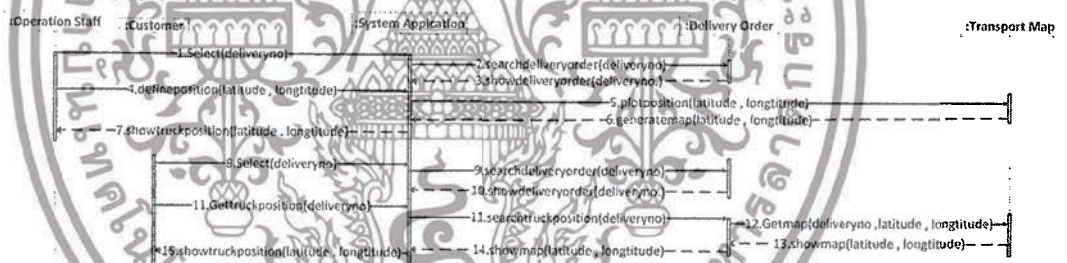 :Operation Staff
:Customer
:System Appication
:Delivery Order
:Transport Map
1.Select(deliveryno)
2.searchdeliveryorder(deliveryno)
3.showdeliveryorder(deliveryno.)
4.defineposition(latitude , longtitude)
5.plotposition(latitude , longtitude)
6.generatemap(latitude , longtitude)
7.showtruckposition(latitude , longtitude)
8.Select(deliveryno)
9.searchdeliveryorder(deliveryno)
10.showdeliveryorder(deliveryno.)
11.Gettruckposition(deliveryno)
11.searchtruckposition(deliveryno)
12.Getmap(deliveryno ,latitude , longtitude)
13.showmap(latitude , longtitude)
14.showmap(latitude , longtitude)
15.showtruckposition(latitude , longtitude)